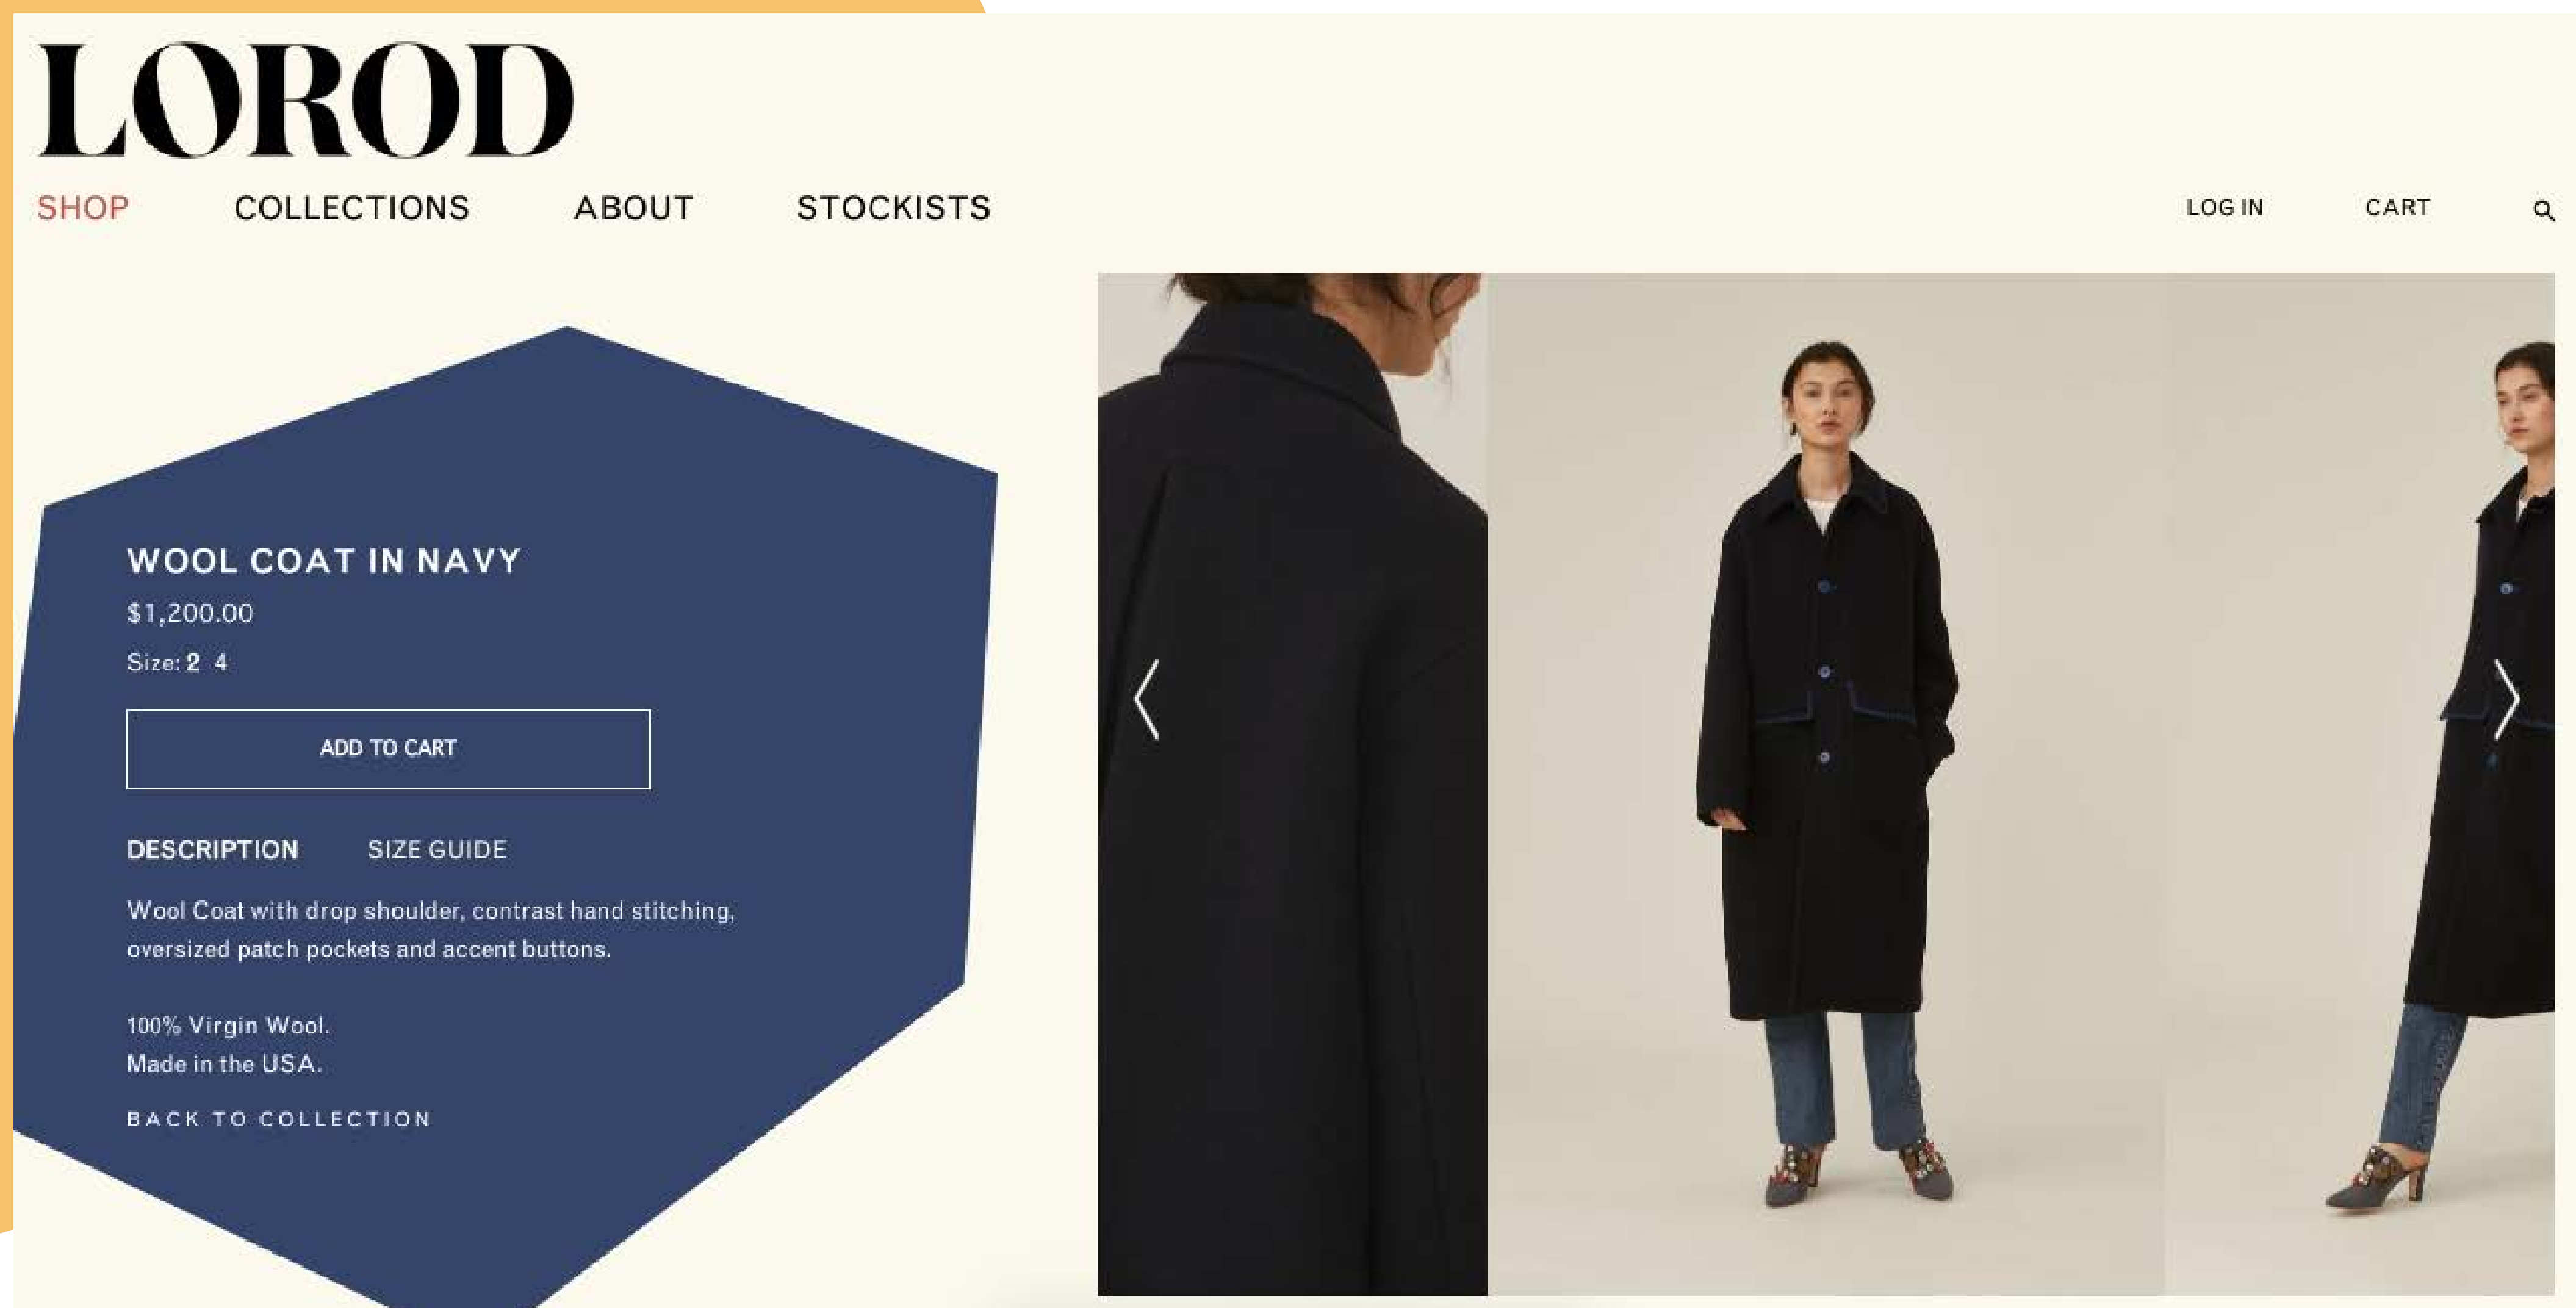 LOROD
SHOP COLLECTIONS ABOUT STOCKISTS LOG IN CART
WOOL COAT IN NAVY
$1,200.00
Size: 2 4
ADD TO CART
DESCRIPTION SIZE GUIDE
Wool Coat with drop shoulder, contrast hand stitching,
oversized patch pockets and accent buttons.
100% Virgin Wool.
Made in the USA.
BACK TO COLLECTION